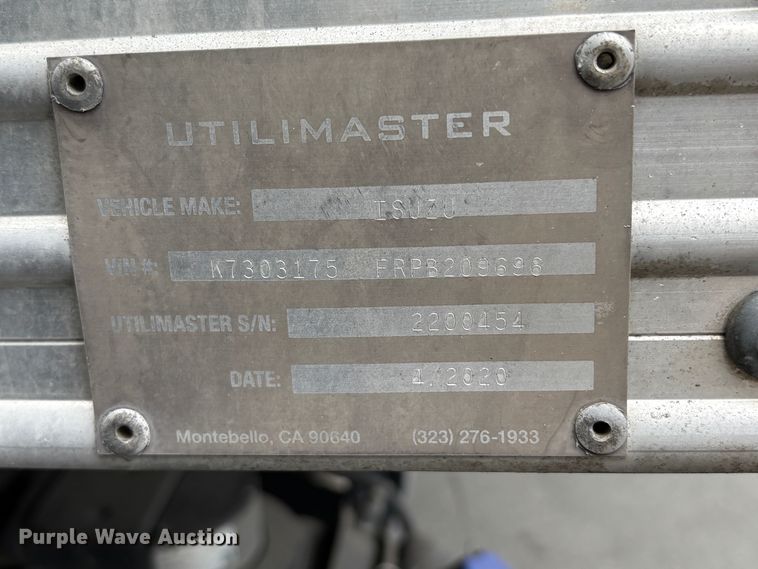 UTILIMASTER
VEHICLE MAKE: ISUZU
VIN #: K7303175 FRPB209696
UTILIMASTER S/N: 2200454
DATE: 4/2020
Montebello, CA 90640 (323) 276-1933
Purple Wave Auction